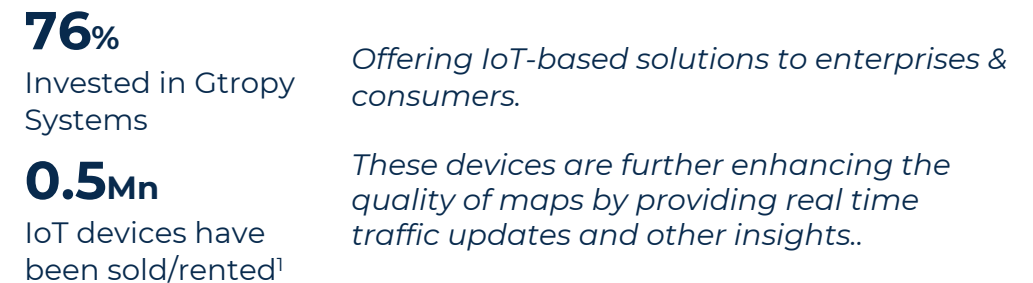 76%
Invested in Gtropy
Systems
0.5Mn
IoT devices have
been sold/rented¹
Offering IoT-based solutions to enterprises &
consumers.
These devices are further enhancing the
quality of maps by providing real time
traffic updates and other insights..